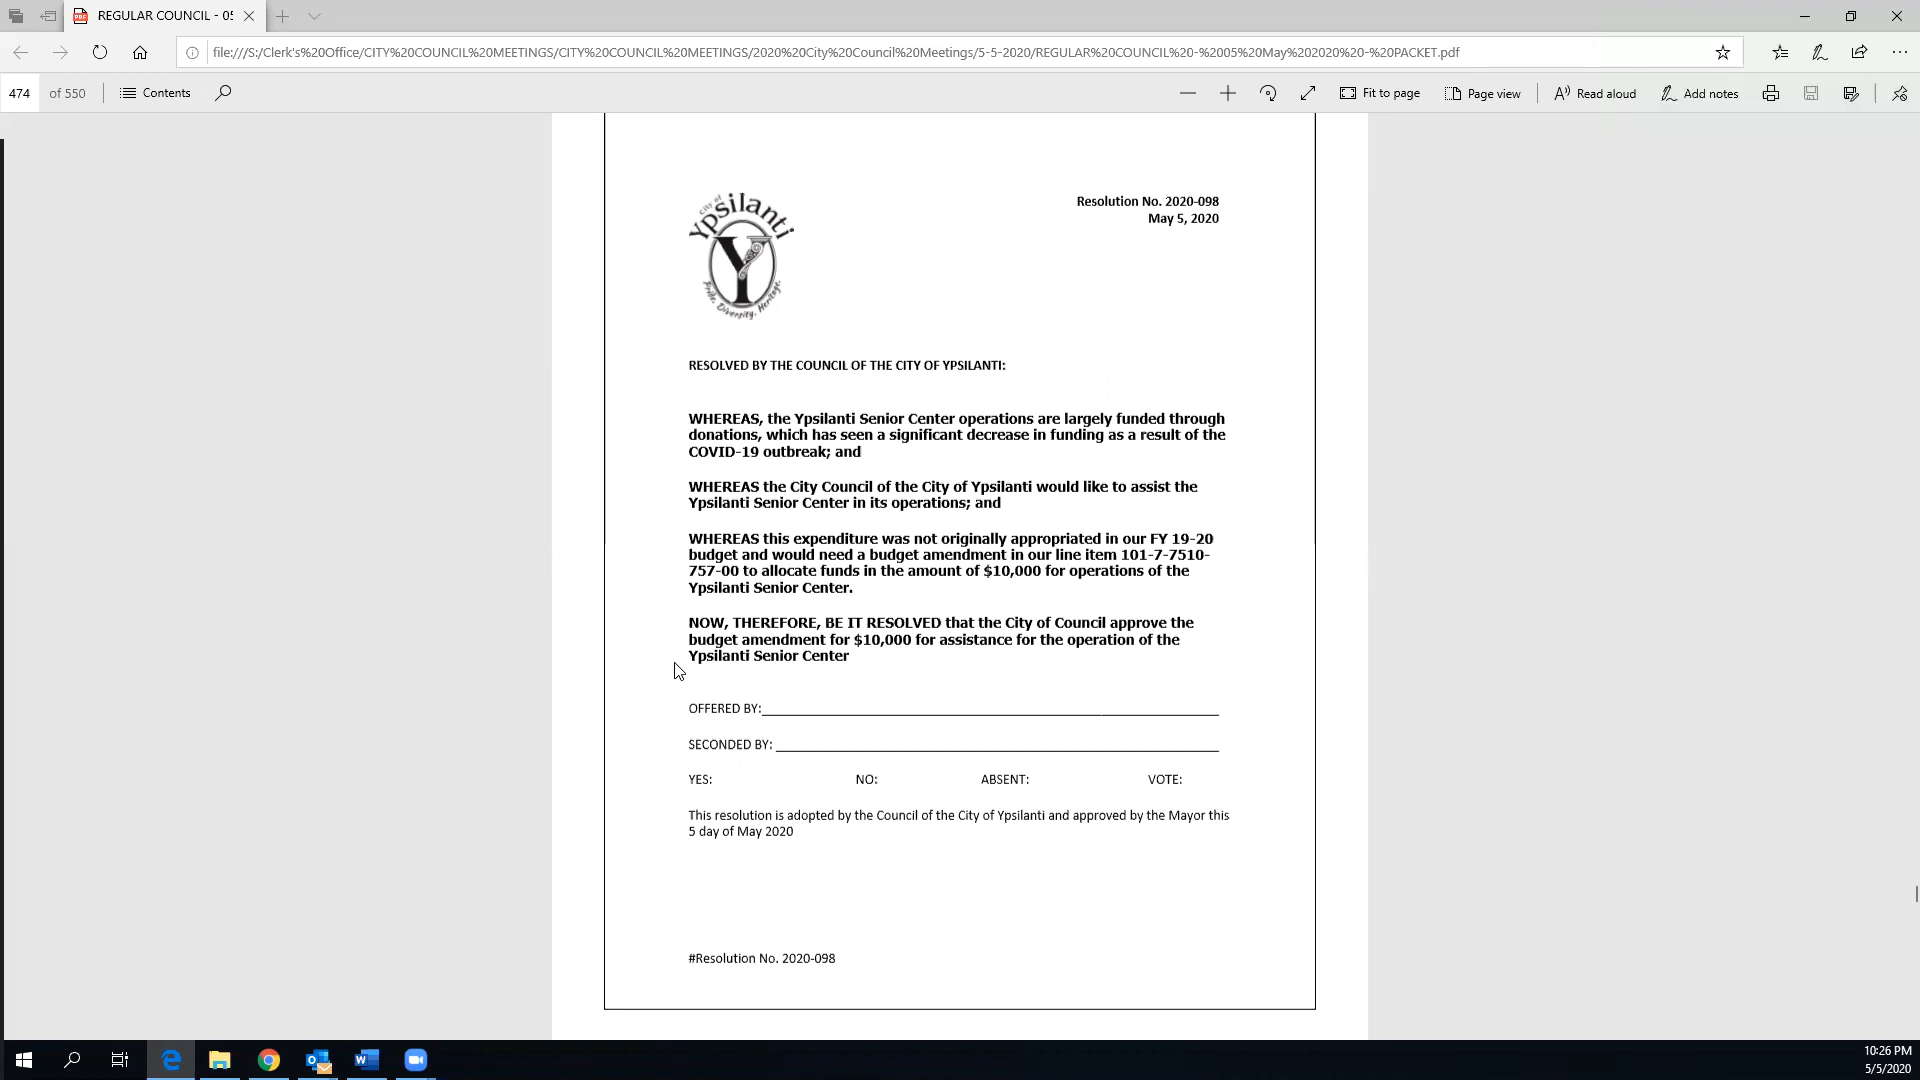 REGULAR COUNCIL - 05
file:///S:/Clerk's%20Office/CITY%20COUNCIL%20MEETINGS/CITY%20COUNCIL%20MEETINGS/2020%20City%20Council%20Meetings/5-5-2020/REGULAR%20COUNCIL%20-%2005%20May%202020%20-%20PACKET.pdf
474 of 550 Contents Fit to page Page view Read aloud Add notes
City of
Ypsilanti
Y
Pride. Diversity. Heritage.
Resolution No. 2020-098
May 5, 2020
RESOLVED BY THE COUNCIL OF THE CITY OF YPSILANTI:
WHEREAS, the Ypsilanti Senior Center operations are largely funded through
donations, which has seen a significant decrease in funding as a result of the
COVID-19 outbreak; and
WHEREAS the City Council of the City of Ypsilanti would like to assist the
Ypsilanti Senior Center in its operations; and
WHEREAS this expenditure was not originally appropriated in our FY 19-20
budget and would need a budget amendment in our line item 101-7-7510-
757-00 to allocate funds in the amount of $10,000 for operations of the
Ypsilanti Senior Center.
NOW, THEREFORE, BE IT RESOLVED that the City of Council approve the
budget amendment for $10,000 for assistance for the operation of the
Ypsilanti Senior Center
OFFERED BY:
SECONDED BY:
YES: NO: ABSENT: VOTE:
This resolution is adopted by the Council of the City of Ypsilanti and approved by the Mayor this
5 day of May 2020
#Resolution No. 2020-098
10:26 PM
5/5/2020